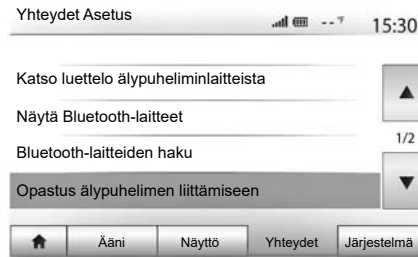 Yhteydet Asetus
--°F 15:30
Katso luettelo älypuheliminlaitteista
Näytä Bluetooth-laitteet
1/2
Bluetooth-laitteiden haku
Opastus älypuhelimen liittämiseen
Ääni Näyttö Yhteydet Järjestelmä